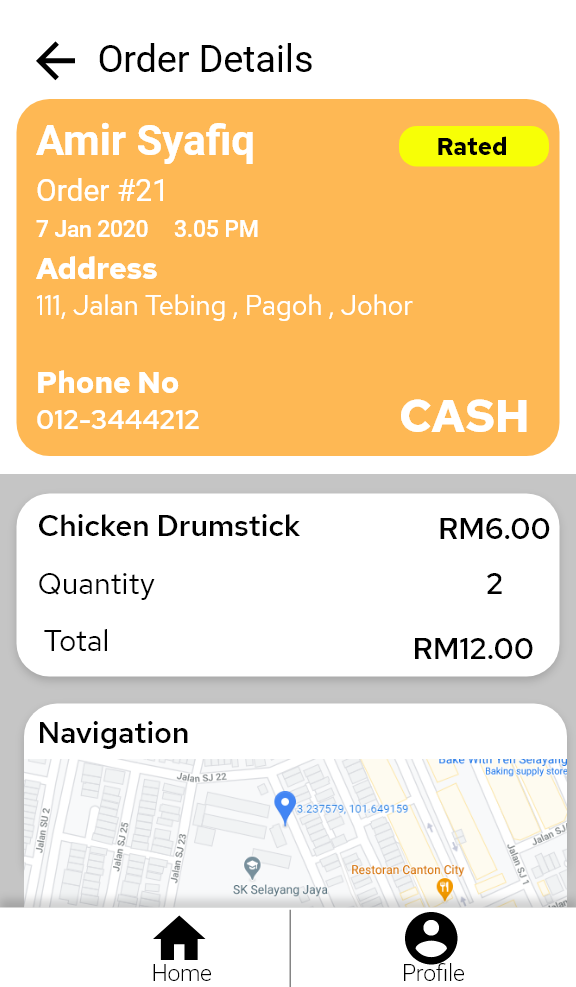 Order Details
Amir Syafiq
Rated
Order #21
7 Jan 2020 3.05 PM
Address
111, Jalan Tebing , Pagoh , Johor
Phone No
012-3444212
CASH
Chicken Drumstick RM6.00
Quantity 2
Total RM12.00
Navigation
Bake With Yen Selayang
Baking supply store
Jalan SJ 22
3.237579, 101.649159
Jalan SU 2
Jalan SJ 25
Jalan SJ 23
Jalan SJ 1
Restoran Canton City
SK Selayang Jaya
Home
Profile